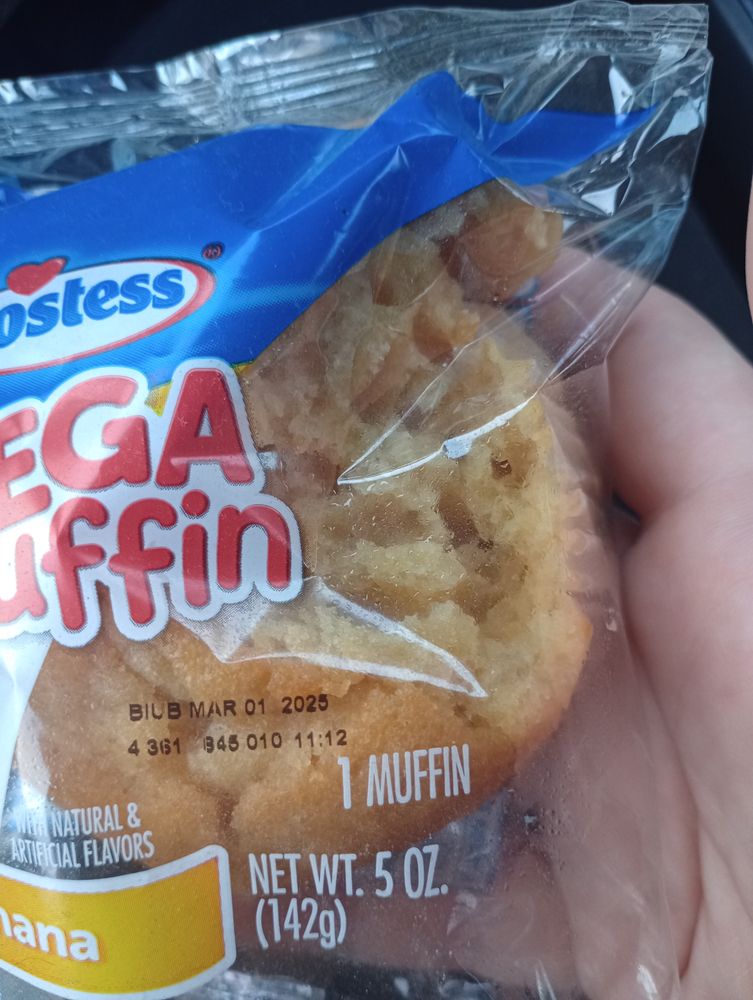 ostess®
EGA
uffin
BIUB MAR 01 2025
4 361 845 010 11:12
1 MUFFIN
WITH NATURAL &
ARTIFICIAL FLAVORS
nana
NET WT. 5 OZ.
(142g)